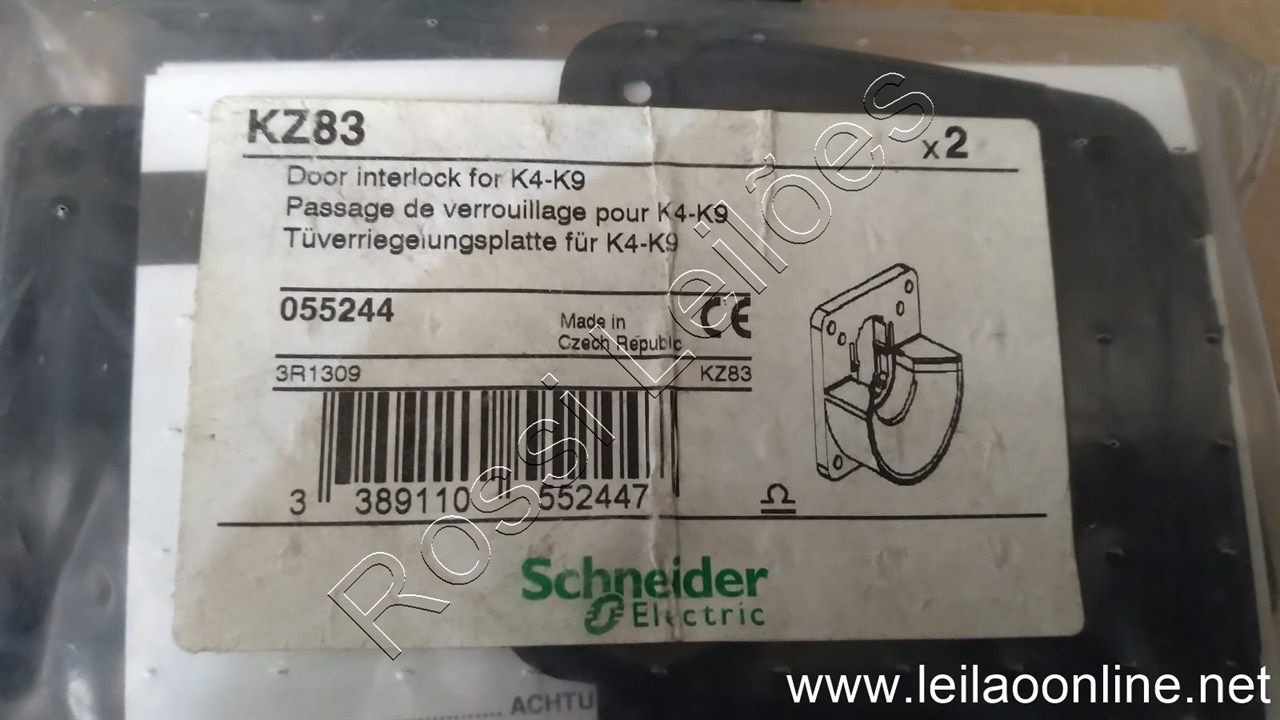 KZ83
x2
Door interlock for K4-K9
Passage de verrouillage pour K4-K9
Tüverriegelungsplatte für K4-K9
055244
Made in
Czech Republic
CE
3R1309
KZ83
3 389110 552447
Schneider
Electric
ACHTU
Rossi Leilões
www.leilaoonline.net